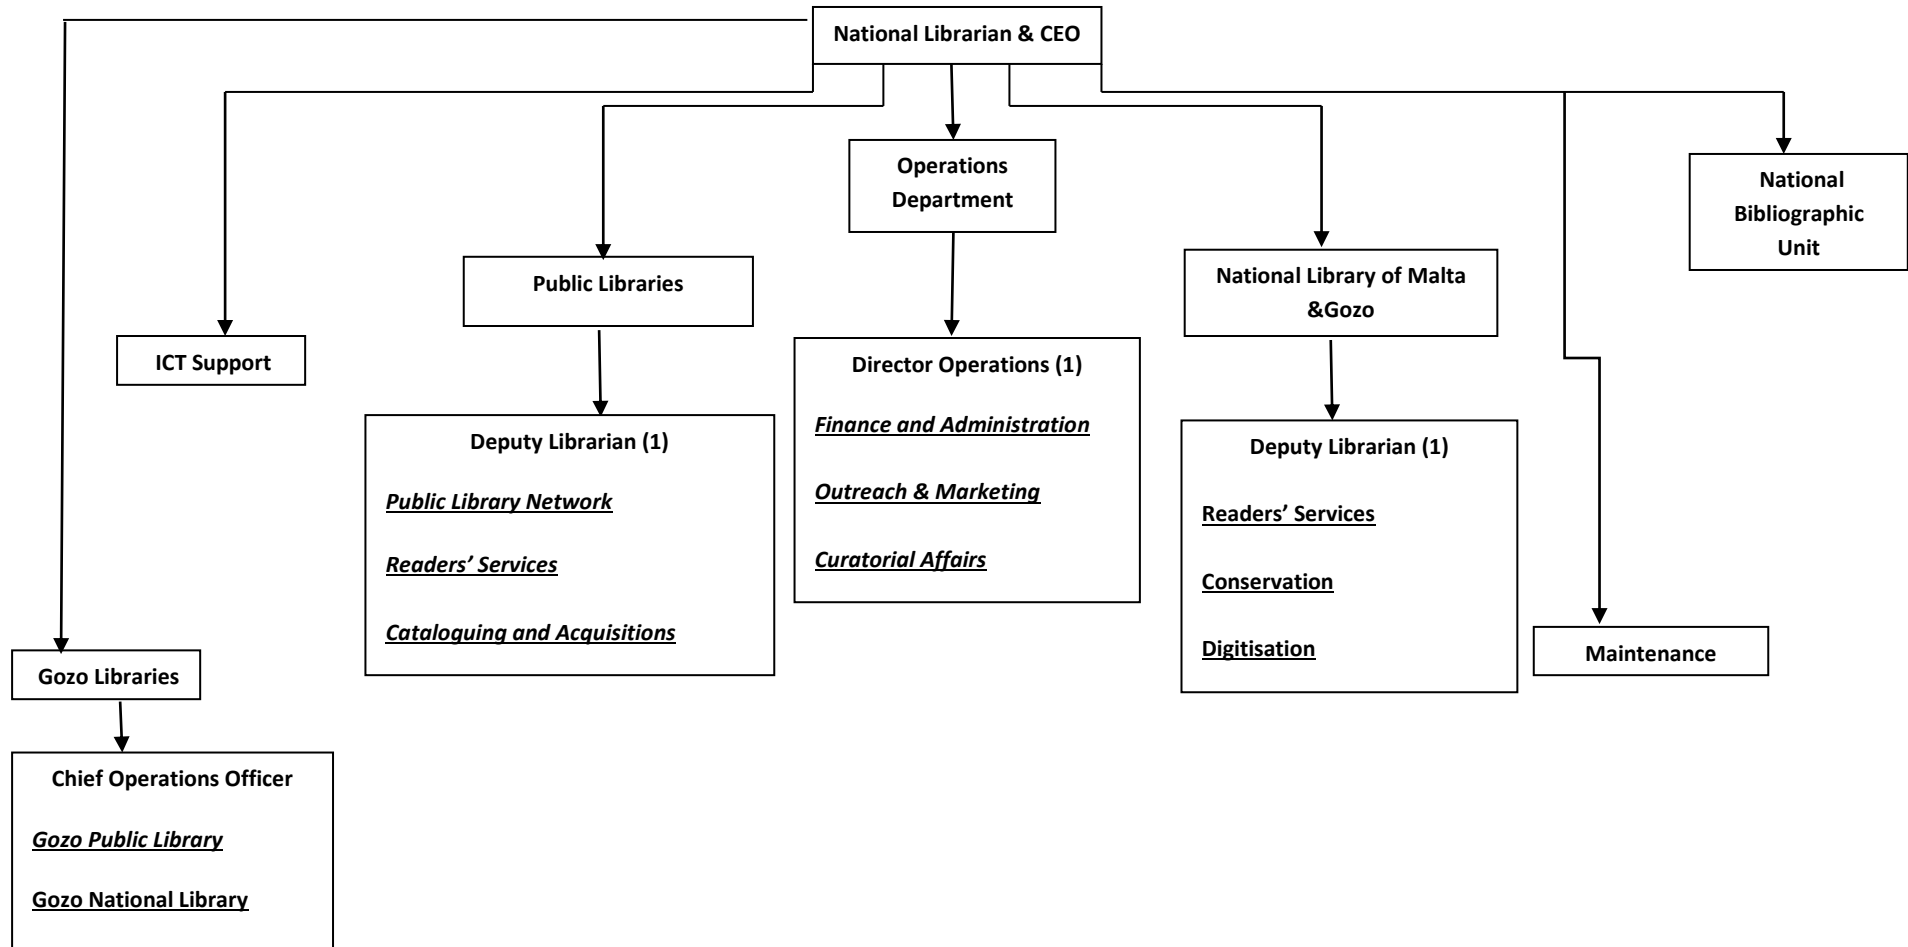 National Librarian & CEO
Operations
Department
National
Bibliographic
Unit
Public Libraries
National Library of Malta
&Gozo
ICT Support
Director Operations (1)
Finance and Administration
Outreach & Marketing
Curatorial Affairs
Deputy Librarian (1)
Public Library Network
Readers’ Services
Cataloguing and Acquisitions
Deputy Librarian (1)
Readers’ Services
Conservation
Digitisation
Maintenance
Gozo Libraries
Chief Operations Officer
Gozo Public Library
Gozo National Library